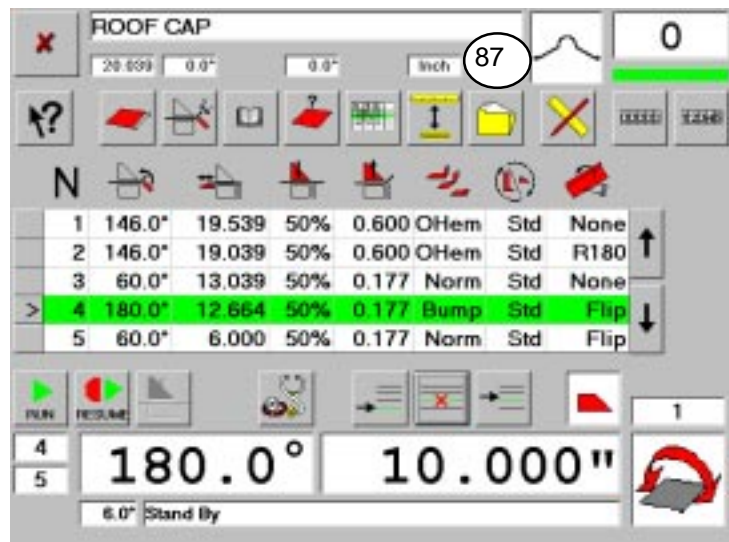 ROOF CAP
0
20.039 0.0° 0.0° Inch 87
?
?
N
1 146.0° 19.539 50% 0.600 OHem Std None
2 146.0° 19.039 50% 0.600 OHem Std R180
3 60.0° 13.039 50% 0.177 Norm Std None
> 4 180.0° 12.664 50% 0.177 Bump Std Flip
5 60.0° 6.000 50% 0.177 Norm Std Flip
RUN RESUME
1
4
5
180.0° 10.000"
6.0° Stand By